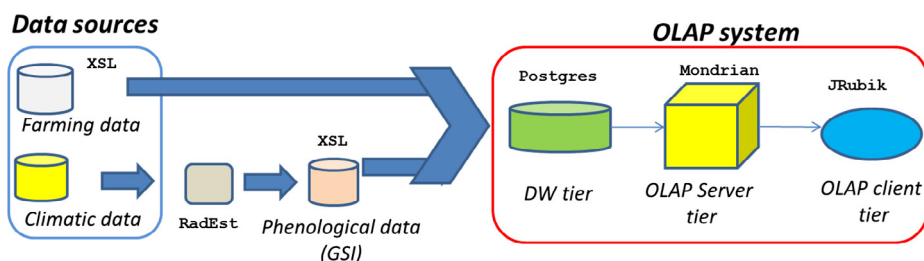 Data sources
XSL
Farming data
Climatic data
RadEst
XSL
Phenological data
(GSI)
OLAP system
Postgres
DW tier
Mondrian
OLAP Server
tier
JRubik
OLAP client
tier